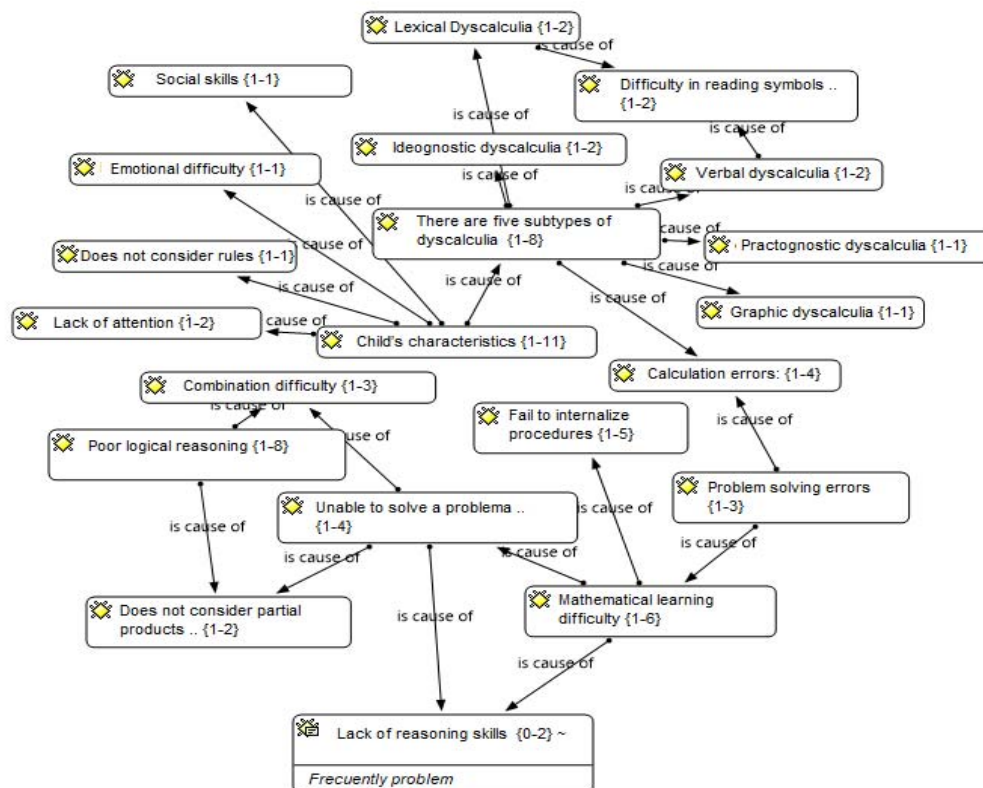 Lexical Dyscalculia {1-2}
is cause of
Social skills {1-1}
Difficulty in reading symbols ..
{1-2}
is cause of
is cause of
Ideognostic dyscalculia {1-2}
Emotional difficulty {1-1}
Verbal dyscalculia {1-2}
is cause of
is cause of
There are five subtypes of
dyscalculia {1-8}
is cause of
cause of
Does not consider rules {1-1}
Practognostic dyscalculia {1-1}
is cause of
is cause of
is cause of
Graphic dyscalculia {1-1}
Lack of attention {1-2}
cause of
is cause of
Child's characteristics {1-11}
Calculation errors: {1-4}
Combination difficulty {1-3}
is cause of
Fail to internalize
procedures {1-5}
is cause of
Poor logical reasoning {1-8}
is cause of
Problem solving errors
{1-3}
Unable to solve a problema ..
{1-4}
is cause of
is cause of
is cause of
is cause of
is cause of
Does not consider partial
products .. {1-2}
Mathematical learning
difficulty {1-6}
is cause of
is cause of
Lack of reasoning skills {0-2} ~
Frecuently problem